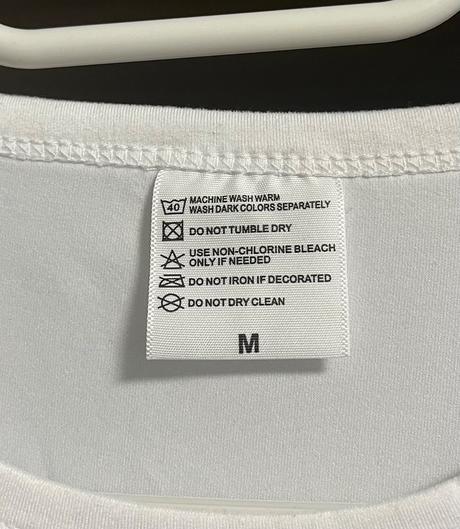 40 MACHINE WASH WARM
WASH DARK COLORS SEPARATELY
DO NOT TUMBLE DRY
USE NON-CHLORINE BLEACH
ONLY IF NEEDED
DO NOT IRON IF DECORATED
DO NOT DRY CLEAN
M